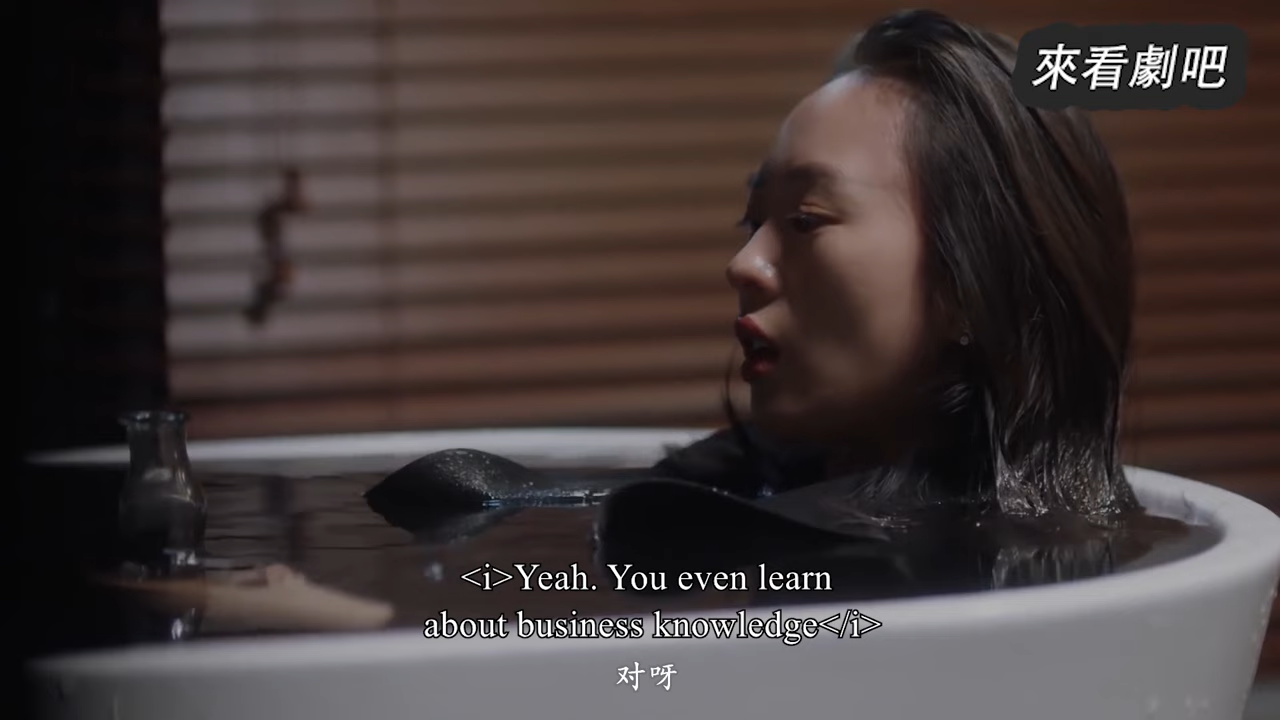 來看劇吧
<i>Yeah. You even learn
about business knowledge</i>
对呀